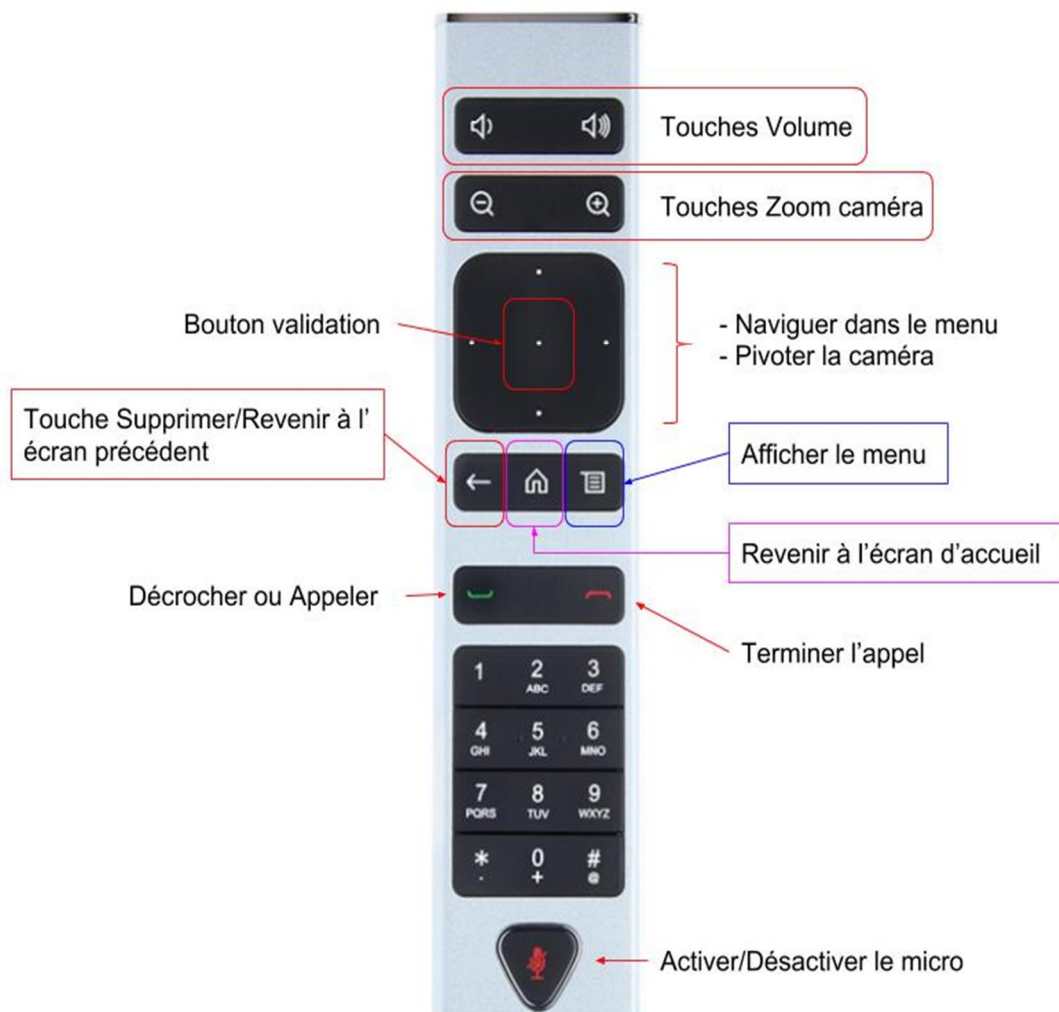 Touches Volume
Touches Zoom caméra
Bouton validation
- Naviguer dans le menu
- Pivoter la caméra
Touche Supprimer/Revenir à l’
écran précédent
Afficher le menu
Revenir à l’écran d’accueil
Décrocher ou Appeler
Terminer l’appel
1 2 3
ABC DEF
4 5 6
GHI JKL MNO
7 8 9
PQRS TUV WXYZ
* 0 #
. + @
Activer/Désactiver le micro